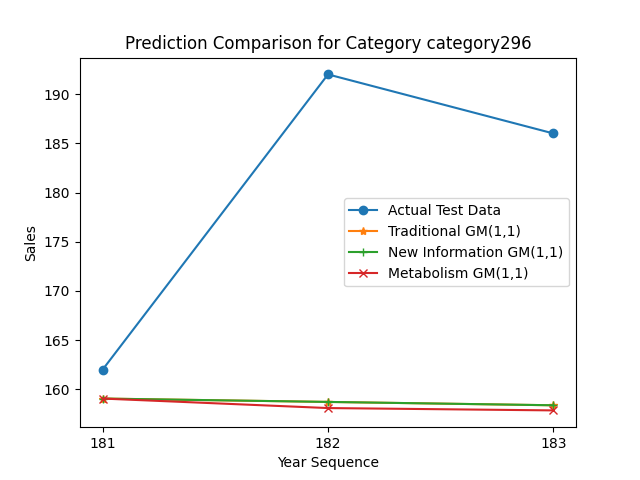 Prediction Comparison for Category category296
Sales
190
185
180
175
170
165
160
Actual Test Data
Traditional GM(1,1)
New Information GM(1,1)
Metabolism GM(1,1)
181
182
183
Year Sequence